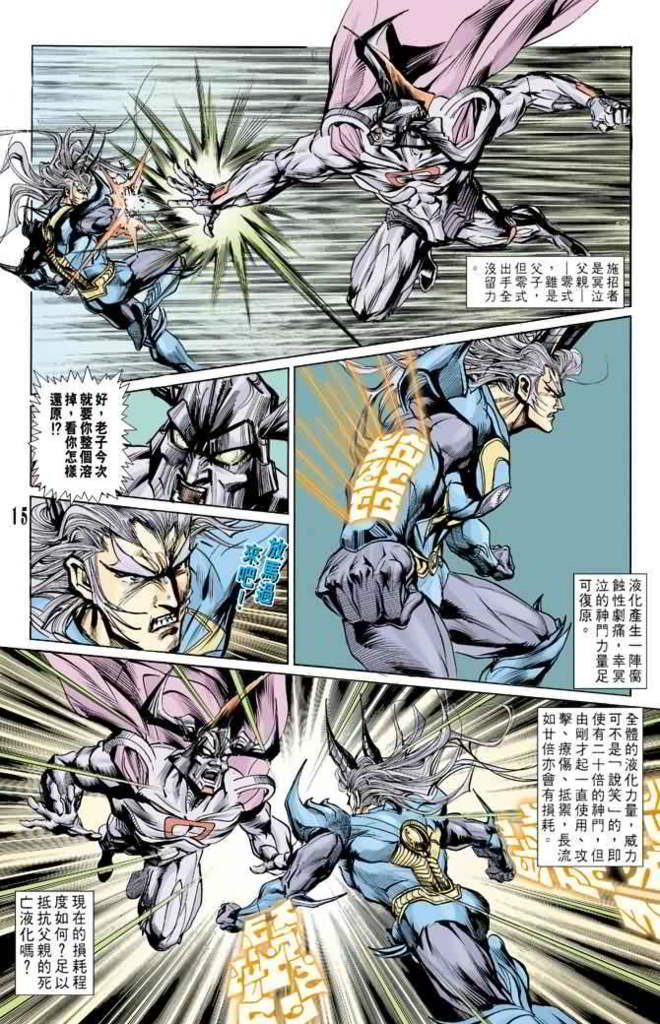 施招者
是冥泣
父親—
—零式
，雖是
父子，
但零式
出手全
沒留力
。
好，老子今次
就要你整個溶
掉，看你怎樣
還原!?
放馬過
來吧！
液化產生一陣腐
蝕性劇痛，幸冥
泣的神鬥力量足
可復原。
全體的液化力量，威力
可不是「說笑」的，即
使有二十倍的神鬥，但
由剛才起一直使用、攻
擊、療傷、抵禦，長流
如廿倍亦會有損耗。
現在的損耗程
度如何？足以
抵抗父親的死
亡液化嗎？
15